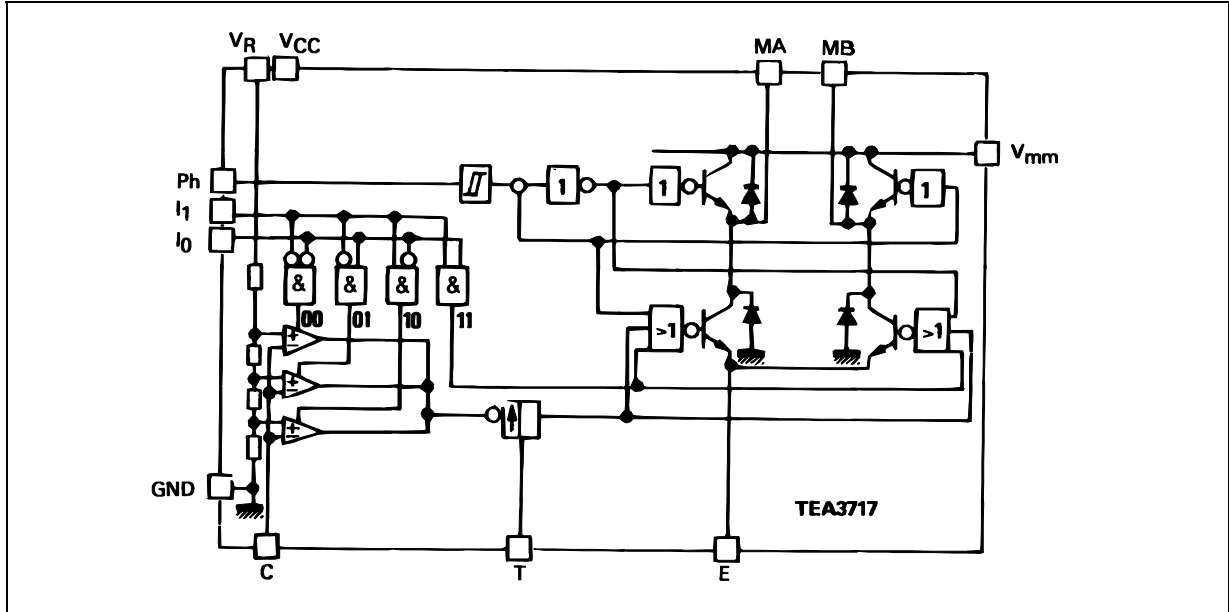 VR VCC MA MB
Vmm
Ph
I1
I0
1 1 1
& & & &
00 01 10 11
>1 >1
+ −
+ −
+ −
GND
TEA3717
C T E